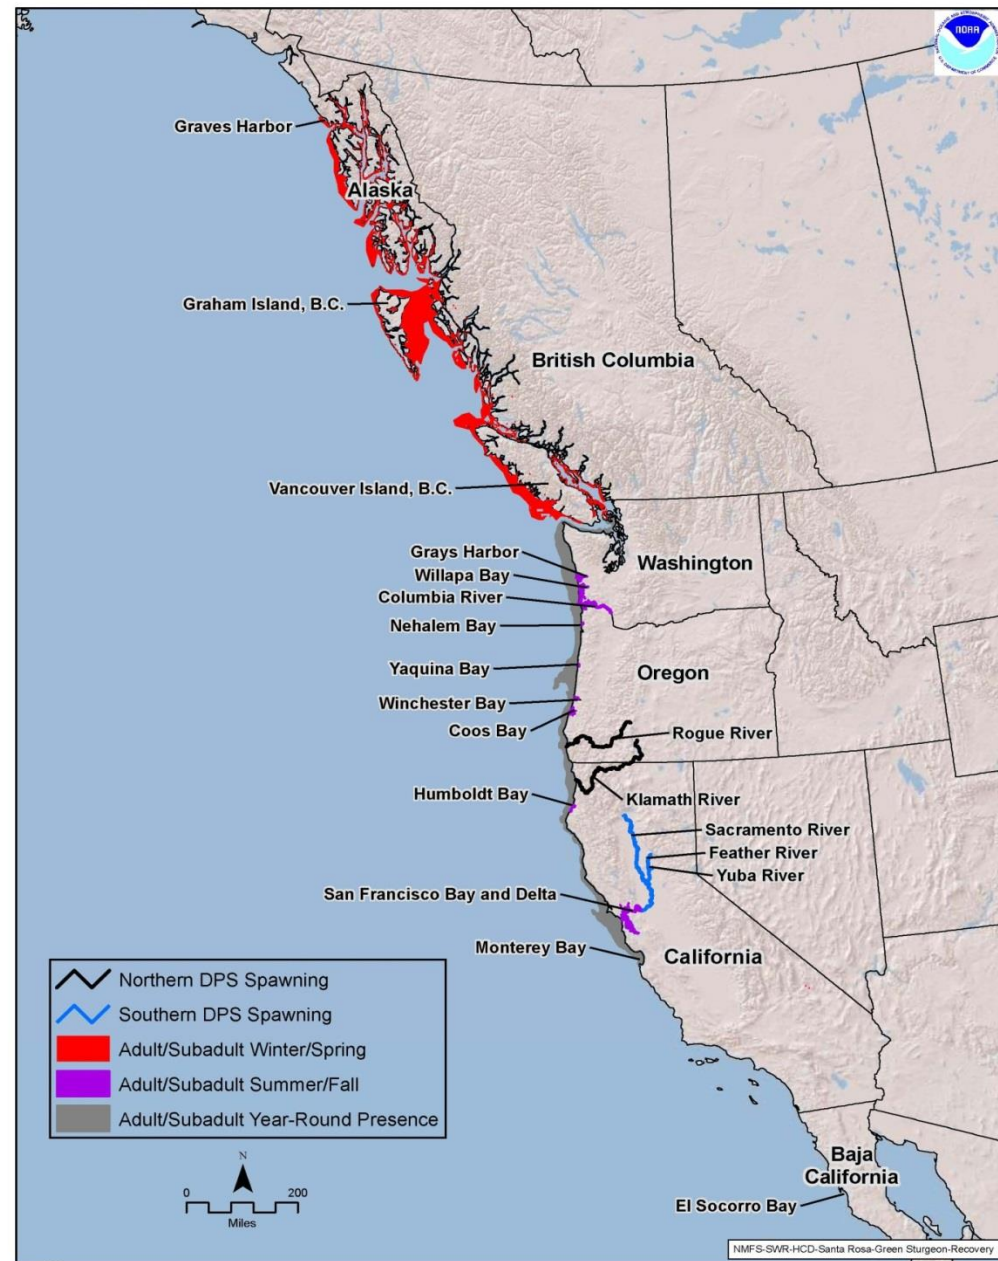 NOAA
Graves Harbor
Alaska
Graham Island, B.C.
British Columbia
Vancouver Island, B.C.
Grays Harbor
Washington
Willapa Bay
Columbia River
Nehalem Bay
Yaquina Bay
Oregon
Winchester Bay
Coos Bay
Rogue River
Humboldt Bay
Klamath River
Sacramento River
Feather River
Yuba River
San Francisco Bay and Delta
Monterey Bay
California
Northern DPS Spawning
Southern DPS Spawning
Adult/Subadult Winter/Spring
Adult/Subadult Summer/Fall
Adult/Subadult Year-Round Presence
N
0 200
Miles
Baja
California
El Socorro Bay
NMFS-SWR-HCD-Santa Rosa-Green Sturgeon-Recovery